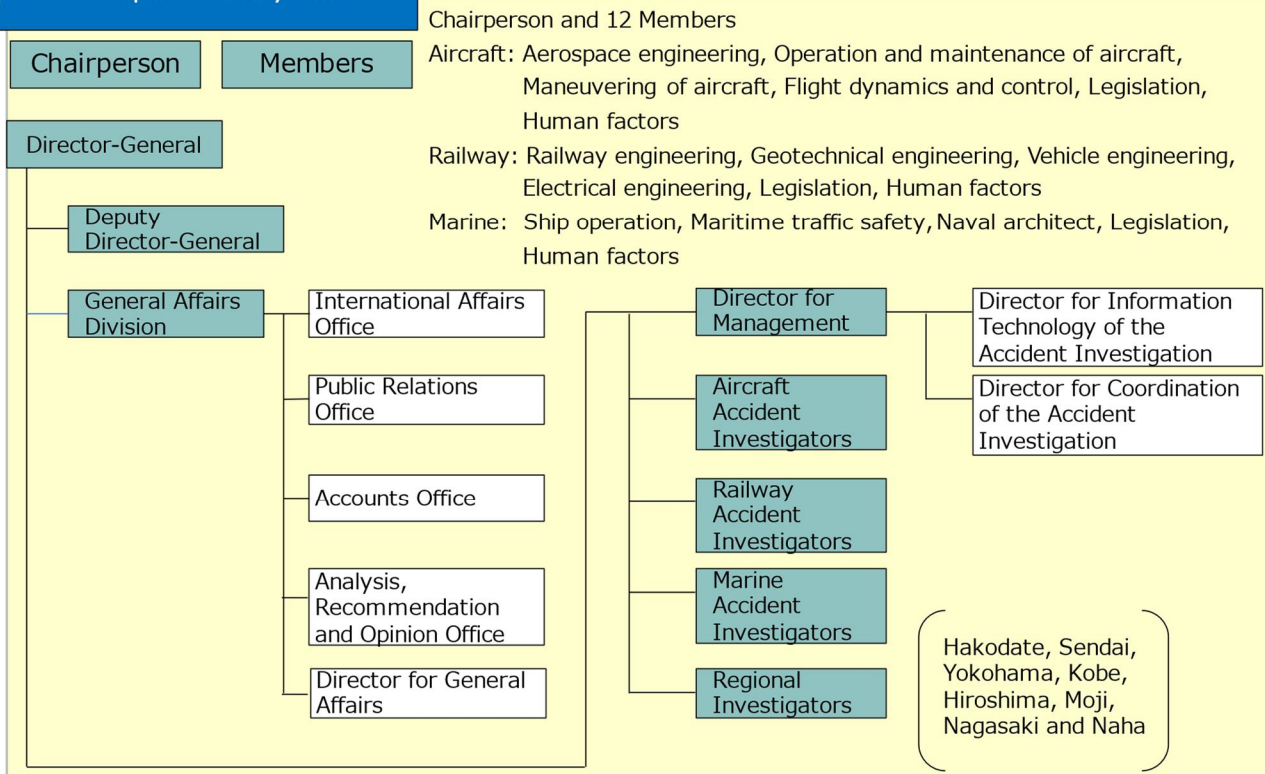 Chairperson
Members
Chairperson and 12 Members
Aircraft: Aerospace engineering, Operation and maintenance of aircraft,
Maneuvering of aircraft, Flight dynamics and control, Legislation,
Human factors
Railway: Railway engineering, Geotechnical engineering, Vehicle engineering,
Electrical engineering, Legislation, Human factors
Marine: Ship operation, Maritime traffic safety, Naval architect, Legislation,
Human factors
Director-General
Deputy
Director-General
General Affairs
Division
International Affairs
Office
Public Relations
Office
Accounts Office
Analysis,
Recommendation
and Opinion Office
Director for General
Affairs
Director for
Management
Aircraft
Accident
Investigators
Railway
Accident
Investigators
Marine
Accident
Investigators
Regional
Investigators
Director for Information
Technology of the
Accident Investigation
Director for Coordination
of the Accident
Investigation
Hakodate, Sendai,
Yokohama, Kobe,
Hiroshima, Moji,
Nagasaki and Naha